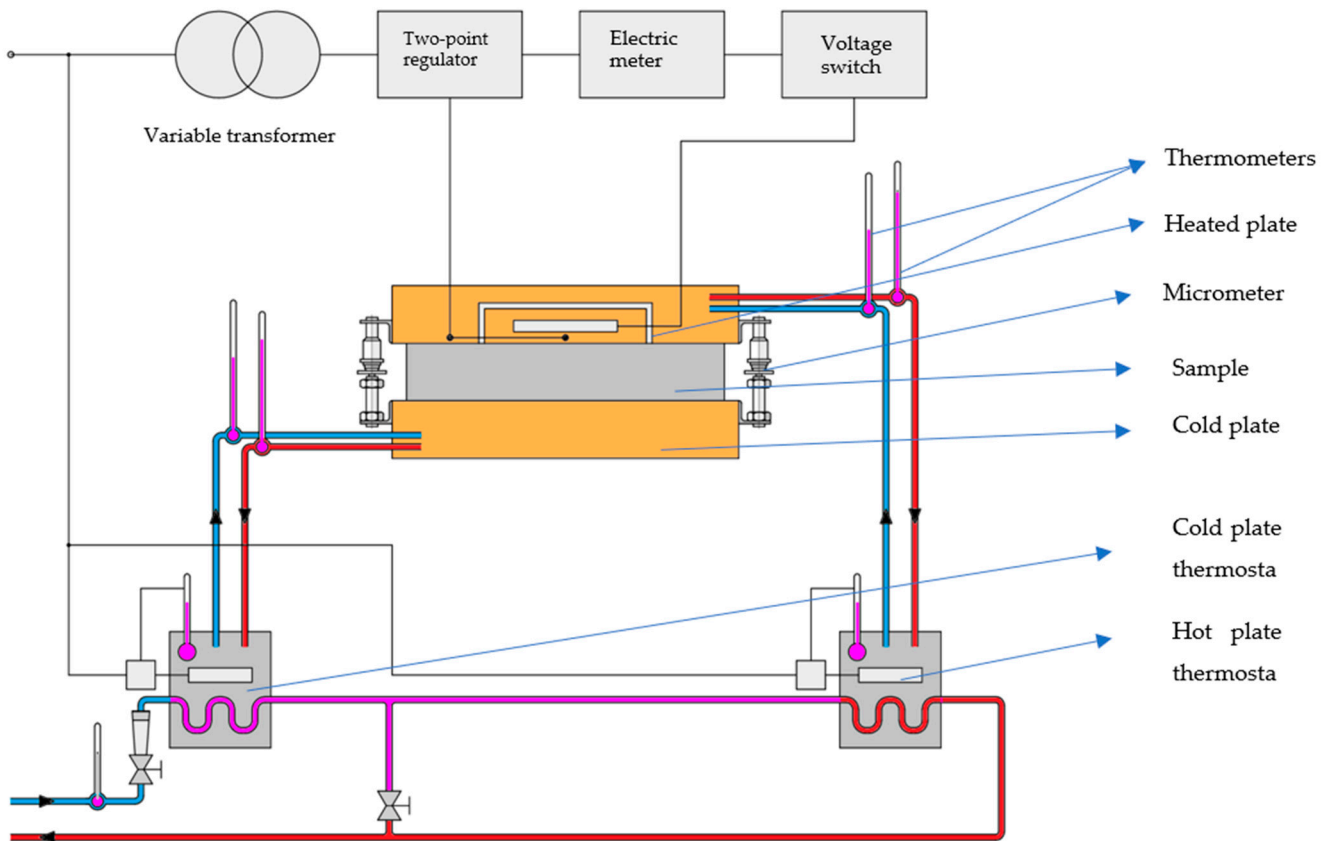 Two-point
regulator
Electric
meter
Voltage
switch
Variable transformer
Thermometers
Heated plate
Micrometer
Sample
Cold plate
Cold plate
thermosta
Hot plate
thermosta